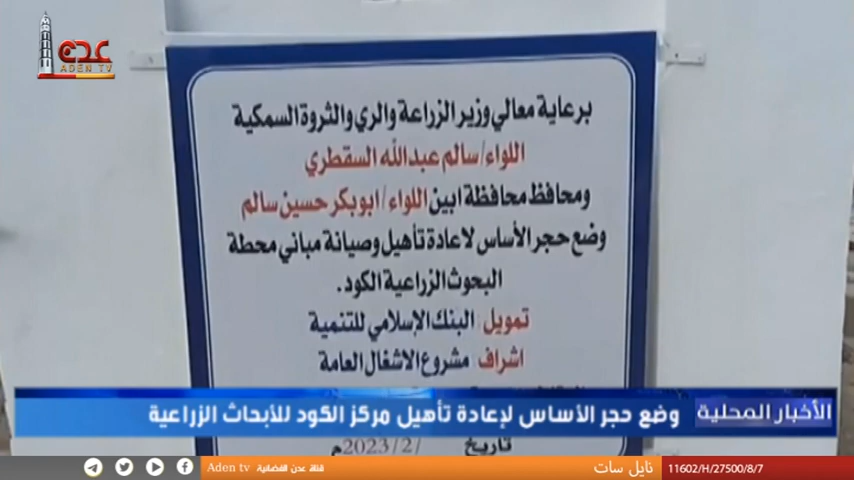 عدن
ADEN TV
برعاية معالي وزير الزراعة والري والثروة السمكية
اللواء/سالم عبدالله السقطري
ومحافظ محافظة ابين اللواء/ابوبكر حسين سالم
وضع حجر الأساس لاعادة تأهيل وصيانة مباني محطة
البحوث الزراعية الكود.
تمويل البنك الإسلامي للتنمية
اشراف مشروع الاشغال العامة
الأخبار المحلية وضع حجر الأساس لإعادة تأهيل مركز الكود للأبحاث الزراعية
تاريخ /2023/2م
Aden tv قناة عدن الفضائية نايل سات 11602/H/27500/8/7